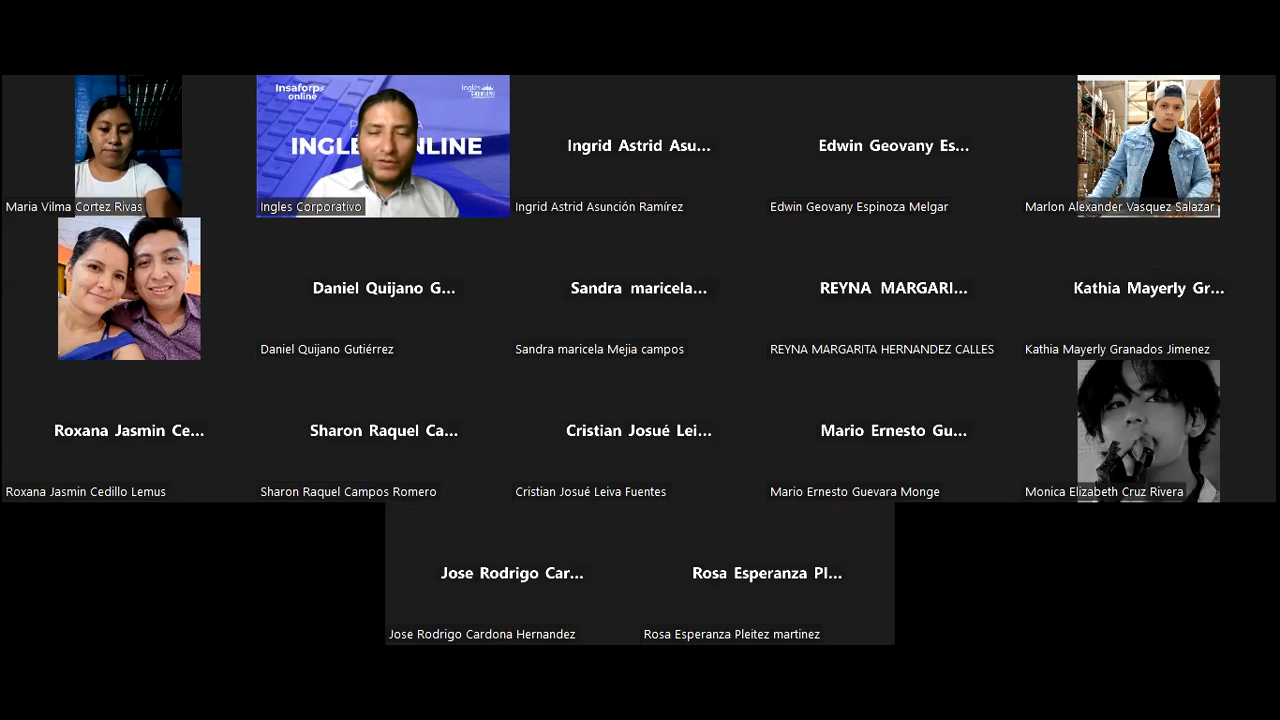 Insaforp
online
Inglés
corporativo
INGLÉ NLINE
Ingrid Astrid Asu...
Edwin Geovany Es...
Maria Vilma Cortez Rivas
Ingles Corporativo
Ingrid Astrid Asunción Ramírez
Edwin Geovany Espinoza Melgar
Marlon Alexander Vasquez Salazar
Daniel Quijano G...
Sandra maricela...
REYNA MARGARI...
Kathia Mayerly Gr...
Daniel Quijano Gutiérrez
Sandra maricela Mejia campos
REYNA MARGARITA HERNANDEZ CALLES
Kathia Mayerly Granados Jimenez
Roxana Jasmin Ce...
Sharon Raquel Ca...
Cristian Josué Lei...
Mario Ernesto Gu...
Roxana Jasmin Cedillo Lemus
Sharon Raquel Campos Romero
Cristian Josué Leiva Fuentes
Mario Ernesto Guevara Monge
Monica Elizabeth Cruz Rivera
Jose Rodrigo Car...
Rosa Esperanza Pl...
Jose Rodrigo Cardona Hernandez
Rosa Esperanza Pleitez martinez